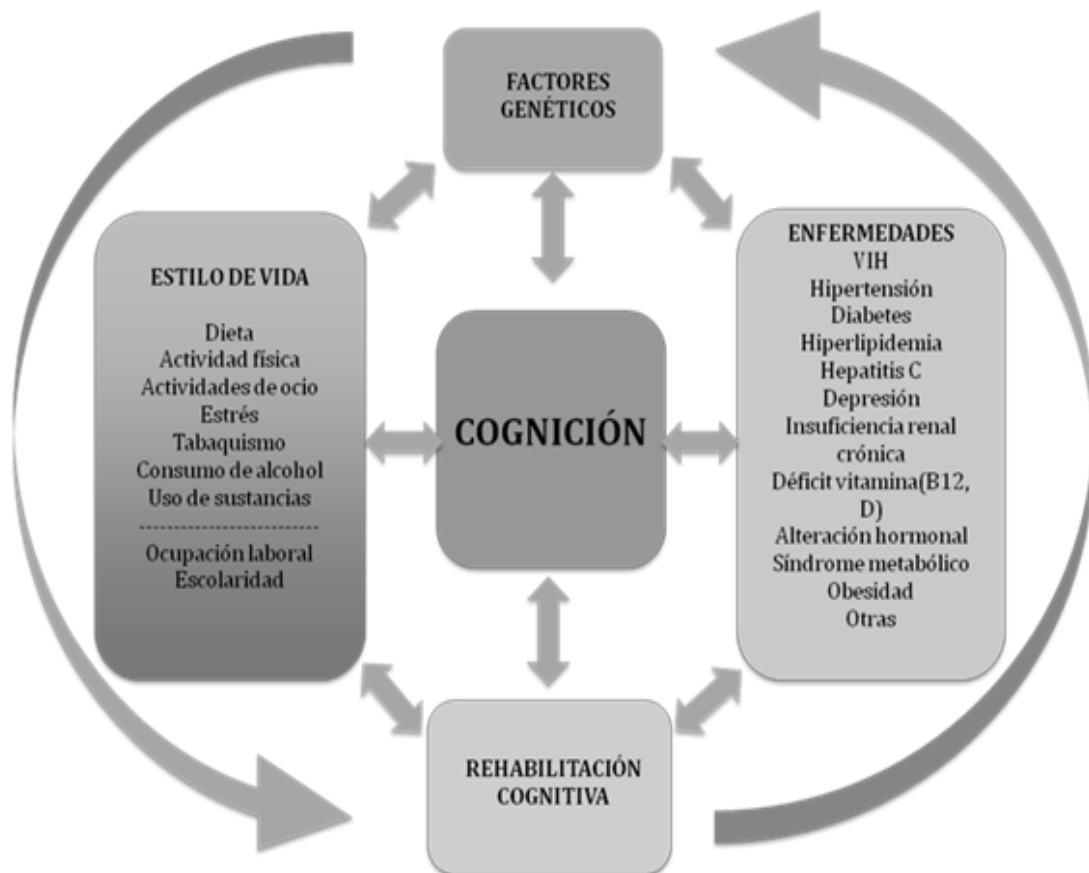 FACTORES
GENÉTICOS
ESTILO DE VIDA
Dieta
Actividad física
Actividades de ocio
Estrés
Tabaquismo
Consumo de alcohol
Uso de sustancias
---------------------------
Ocupación laboral
Escolaridad
COGNICIÓN
ENFERMEDADES
VIH
Hipertensión
Diabetes
Hiperlipidemia
Hepatitis C
Depresión
Insuficiencia renal
crónica
Déficit vitamina(B12,
D)
Alteración hormonal
Síndrome metabólico
Obesidad
Otras
REHABILITACIÓN
COGNITIVA